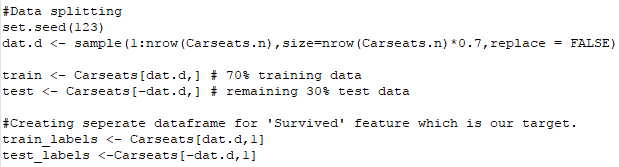 #Data splitting
set.seed(123)
dat.d <- sample(1:nrow(Carseats.n),size=nrow(Carseats.n)*0.7,replace = FALSE)
train <- Carseats[dat.d,] # 70% training data
test <- Carseats[-dat.d,] # remaining 30% test data
#Creating seperate dataframe for 'Survived' feature which is our target.
train_labels <- Carseats[dat.d,1]
test_labels <-Carseats[-dat.d,1]